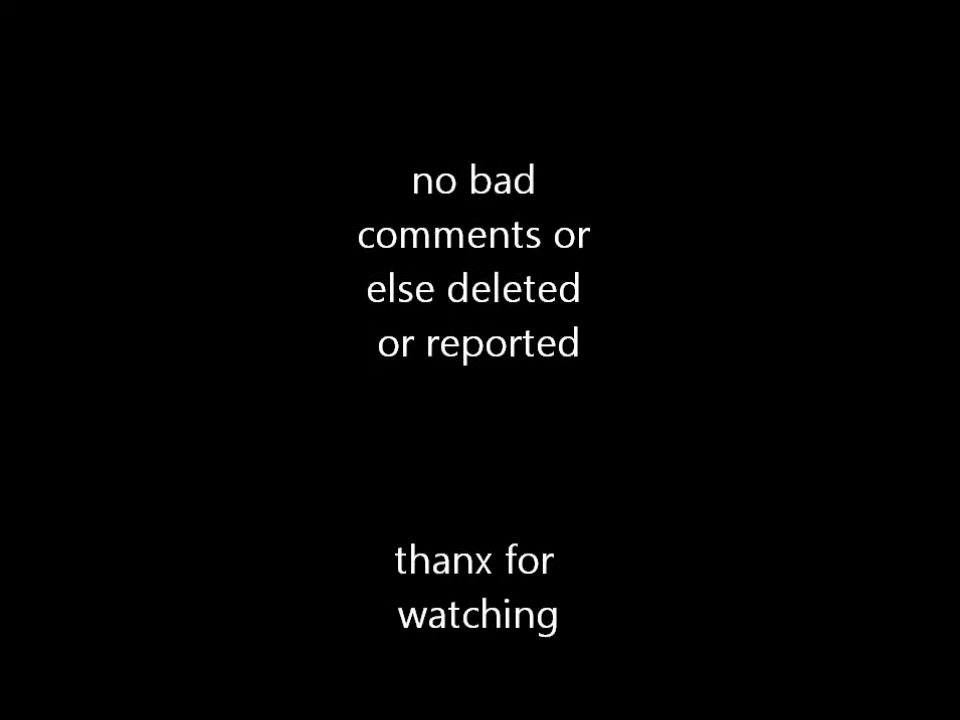 no bad
comments or
else deleted
or reported
thanx for
watching